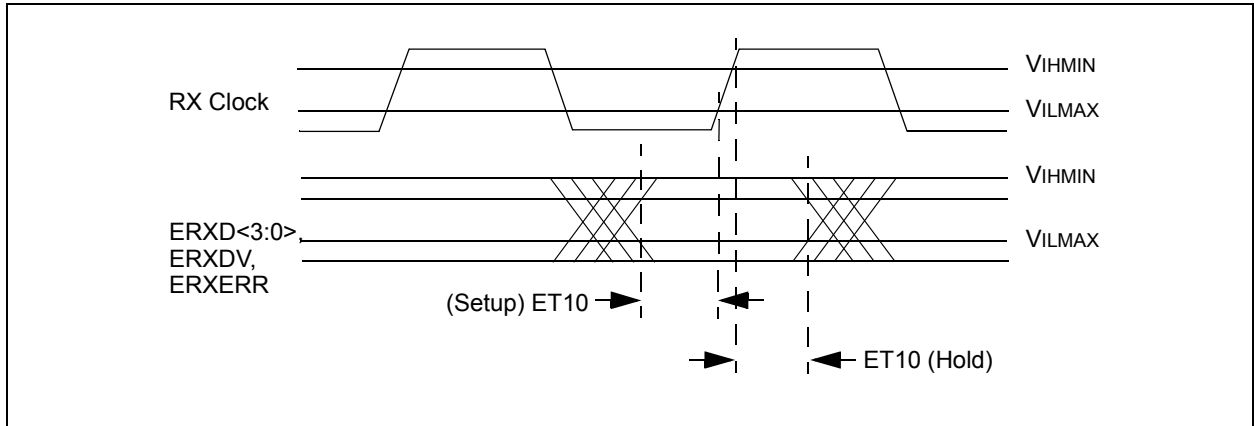 VIHMIN
RX Clock
VILMAX
VIHMIN
ERXD<3:0>,
ERXDV,
ERXERR
VILMAX
(Setup) ET10
ET10 (Hold)